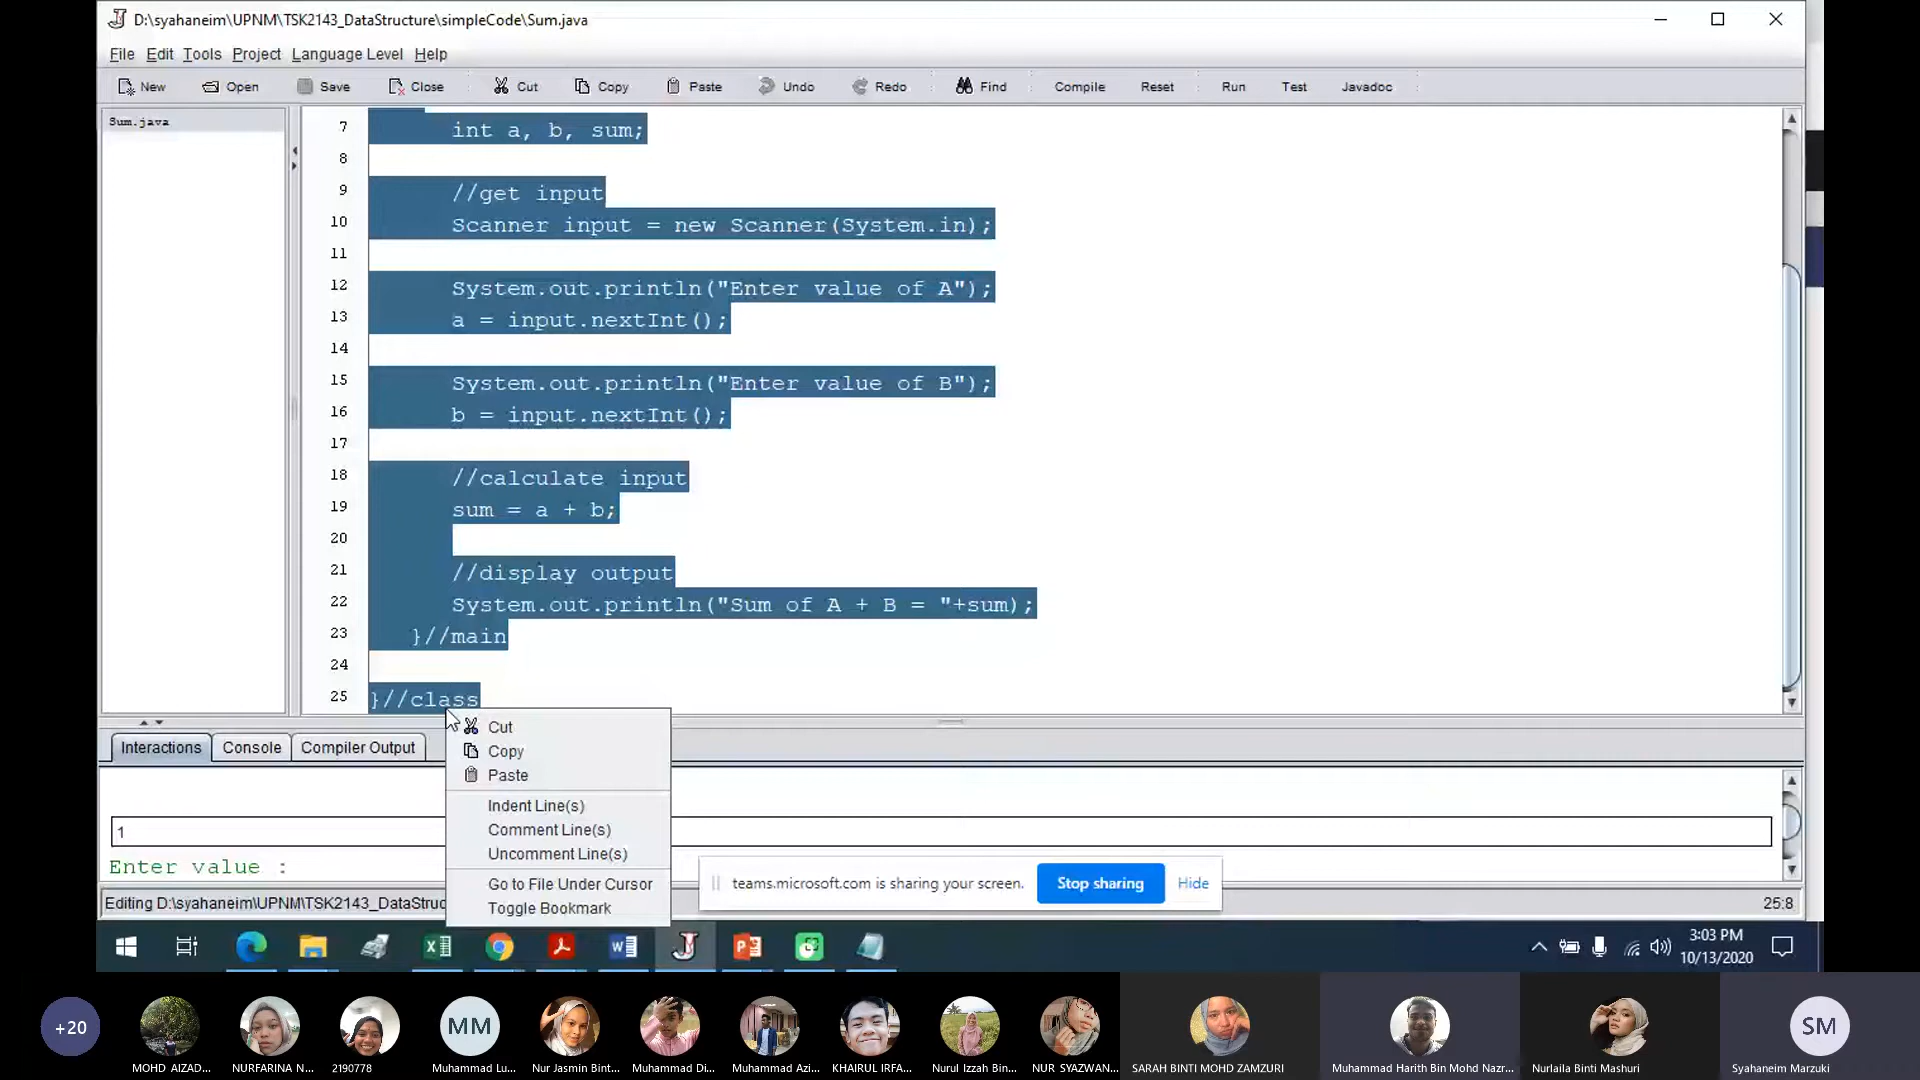 D:\syahaneim\UPNM\TSK2143_DataStructure\simpleCode\Sum.java
File Edit Tools Project Language Level Help
New Open Save Close Cut Copy Paste Undo Redo Find Compile Reset Run Test Javadoc
Sum.java
7 int a, b, sum;
8
9 //get input
10 Scanner input = new Scanner(System.in);
11
12 System.out.println("Enter value of A");
13 a = input.nextInt();
14
15 System.out.println("Enter value of B");
16 b = input.nextInt();
17
18 //calculate input
19 sum = a + b;
20
21 //display output
22 System.out.println("Sum of A + B = "+sum);
23 }//main
24
25 }//class
Cut
Copy
Paste
Indent Line(s)
Comment Line(s)
Uncomment Line(s)
Go to File Under Cursor
Toggle Bookmark
Interactions Console Compiler Output
1
Enter value :
teams.microsoft.com is sharing your screen. Stop sharing Hide
Editing D:\syahaneim\UPNM\TSK2143_DataStruc 25:8
3:03 PM
10/13/2020
+20 MM SM
MOHD AIZAD... NURFARINA N... 2190778 Muhammad Lu... Nur Jasmin Bint... Muhammad Di... Muhammad Azi... KHAIRUL IRFA... Nurul Izzah Bin... NUR SYAZWAN... SARAH BINTI MOHD ZAMZURI Muhammad Harith Bin Mohd Nazr... Nurlaila Binti Mashuri Syahaneim Marzuki